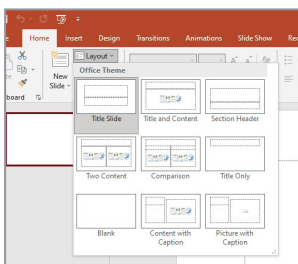 Home Insert Design Transitions Animations Slide Show
Layout
New
Slide
Office Theme
Title Slide Title and Content Section Header
Two Content Comparison Title Only
Blank Content with Caption Picture with Caption